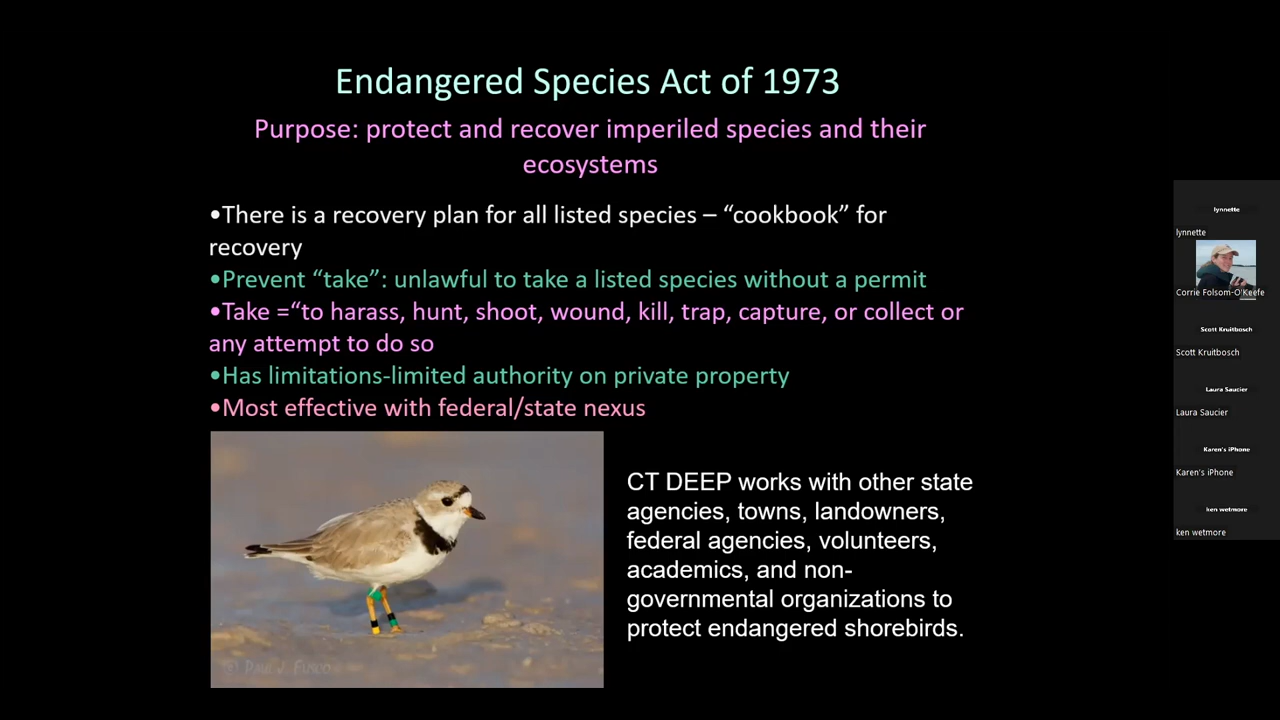 Endangered Species Act of 1973
Purpose: protect and recover imperiled species and their
ecosystems
•There is a recovery plan for all listed species – “cookbook” for
recovery
•Prevent “take”: unlawful to take a listed species without a permit
•Take =“to harass, hunt, shoot, wound, kill, trap, capture, or collect or
any attempt to do so
•Has limitations-limited authority on private property
•Most effective with federal/state nexus
CT DEEP works with other state
agencies, towns, landowners,
federal agencies, volunteers,
academics, and non-
governmental organizations to
protect endangered shorebirds.
© PAUL J. FUSCO
lynnette
lynnette
Corrie Folsom-O'Keefe
Scott Kruitbosch
Scott Kruitbosch
Laura Saucier
Laura Saucier
Karen's iPhone
Karen's iPhone
ken wetmore
ken wetmore